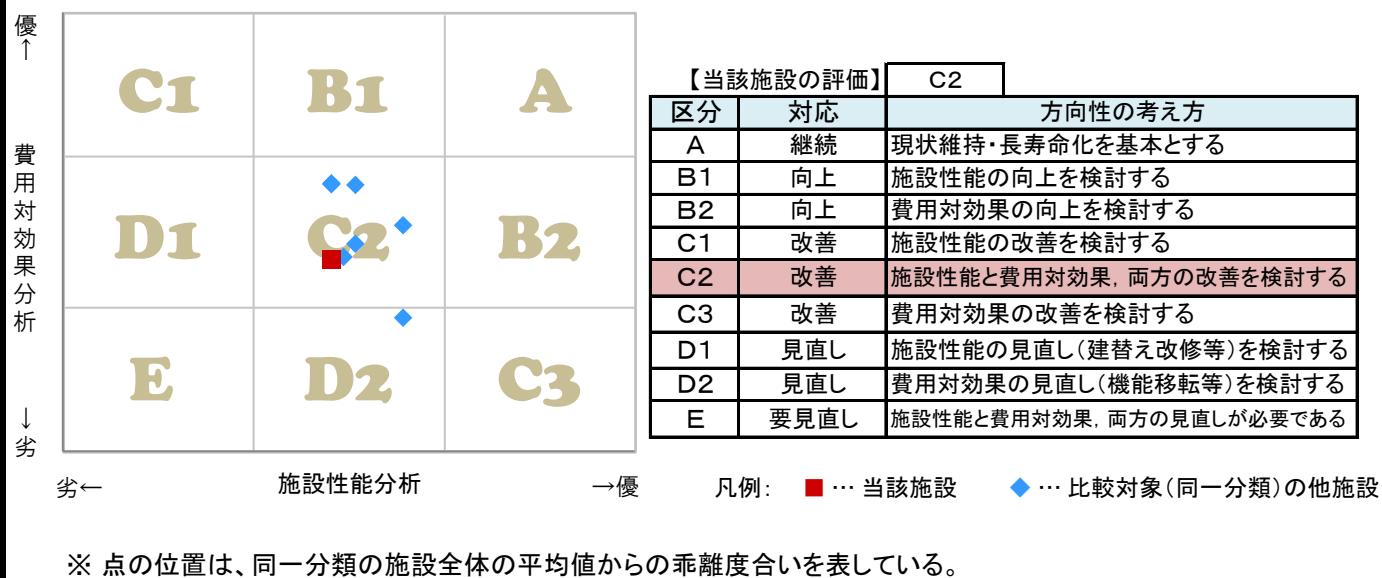 優
↑
費用対効果分析
↓
劣
C1 B1 A
D1 C2 B2
E D2 C3
劣← 施設性能分析 →優
【当該施設の評価】 C2
区分 対応 方向性の考え方
A 継続 現状維持・長寿命化を基本とする
B1 向上 施設性能の向上を検討する
B2 向上 費用対効果の向上を検討する
C1 改善 施設性能の改善を検討する
C2 改善 施設性能と費用対効果，両方の改善を検討する
C3 改善 費用対効果の改善を検討する
D1 見直し 施設性能の見直し（建替え改修等）を検討する
D2 見直し 費用対効果の見直し（機能移転等）を検討する
E 要見直し 施設性能と費用対効果，両方の見直しが必要である
凡例： ■ … 当該施設 ◆ … 比較対象（同一分類）の他施設
※ 点の位置は、同一分類の施設全体の平均値からの乖離度合いを表している。